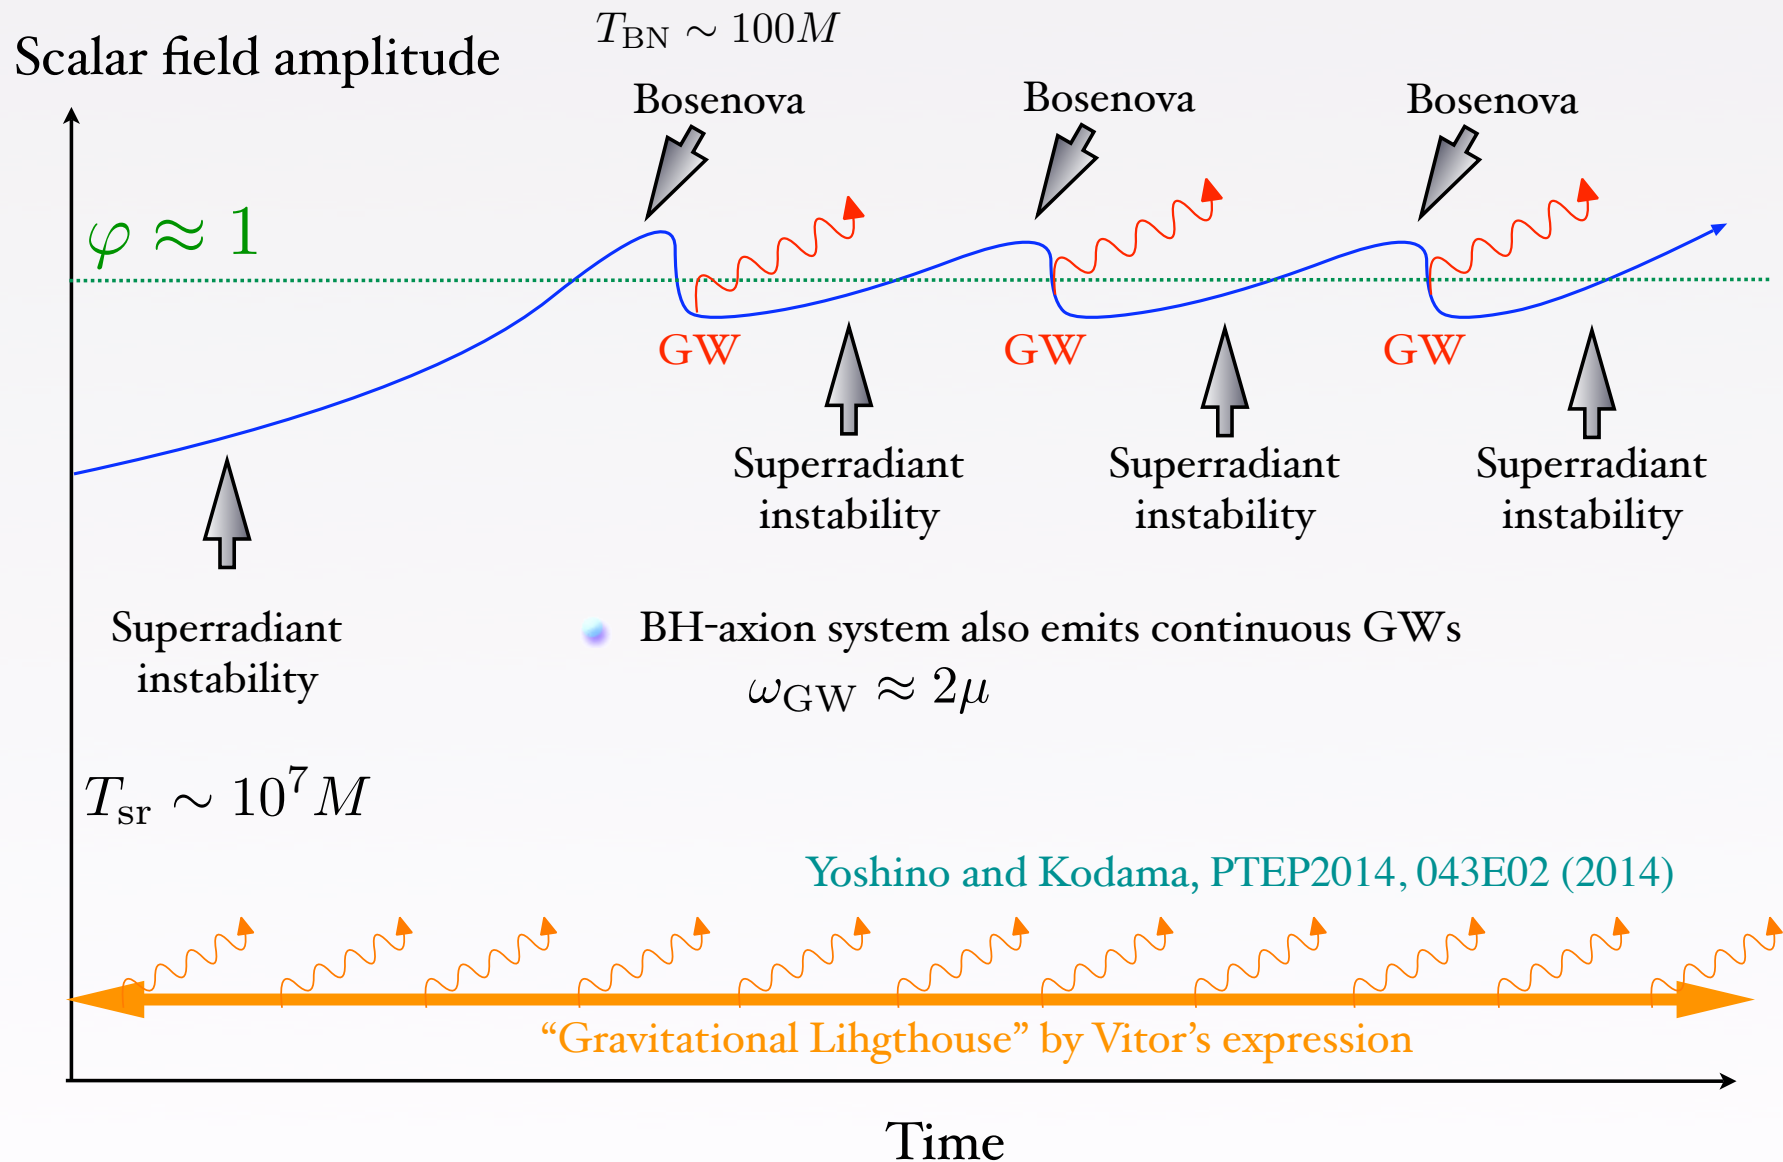 T_BN ∼ 100M
Scalar field amplitude
Bosenova
Bosenova
Bosenova
φ ≈ 1
GW
GW
GW
Superradiant
instability
Superradiant
instability
Superradiant
instability
Superradiant
instability
BH-axion system also emits continuous GWs
ω_GW ≈ 2μ
T_sr ∼ 10^7 M
Yoshino and Kodama, PTEP2014, 043E02 (2014)
“Gravitational Lihgthouse” by Vitor’s expression
Time